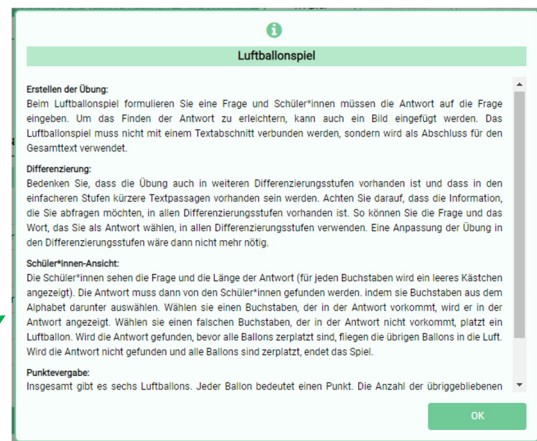 Luftballonspiel
Erstellen der Übung:
Beim Luftballonspiel formulieren Sie eine Frage und Schüler*innen müssen die Antwort auf die Frage
eingeben. Um das Finden der Antwort zu erleichtern, kann auch ein Bild eingefügt werden. Das
Luftballonspiel muss nicht mit einem Textabschnitt verbunden werden, sondern wird als Abschluss für den
Gesamttext verwendet.
Differenzierung:
Bedenken Sie, dass die Übung auch in weiteren Differenzierungsstufen vorhanden ist und dass in den
einfacheren Stufen kürzere Textpassagen vorhanden sein werden. Achten Sie darauf, dass die Information,
die Sie abfragen möchten, in allen Differenzierungsstufen vorhanden ist. So können Sie die Frage und das
Wort, das Sie als Antwort wählen, in allen Differenzierungsstufen verwenden. Eine Anpassung der Übung in
den Differenzierungsstufen wäre dann nicht mehr nötig.
Schüler*innen-Ansicht:
Die Schüler*innen sehen die Frage und die Länge der Antwort (für jeden Buchstaben wird ein leeres Kästchen
angezeigt). Die Antwort muss dann von den Schüler*innen gefunden werden. indem sie Buchstaben aus dem
Alphabet darunter auswählen. Wählen sie einen Buchstaben, der in der Antwort vorkommt, wird er in der
Antwort angezeigt. Wählen sie einen falschen Buchstaben, der in der Antwort nicht vorkommt, platzt ein
Luftballon. Wird die Antwort gefunden, bevor alle Ballons zerplatzt sind, fliegen die übrigen Ballons in die Luft.
Wird die Antwort nicht gefunden und alle Ballons sind zerplatzt, endet das Spiel.
Punktevergabe:
Insgesamt gibt es sechs Luftballons. Jeder Ballon bedeutet einen Punkt. Die Anzahl der übriggebliebenen
OK